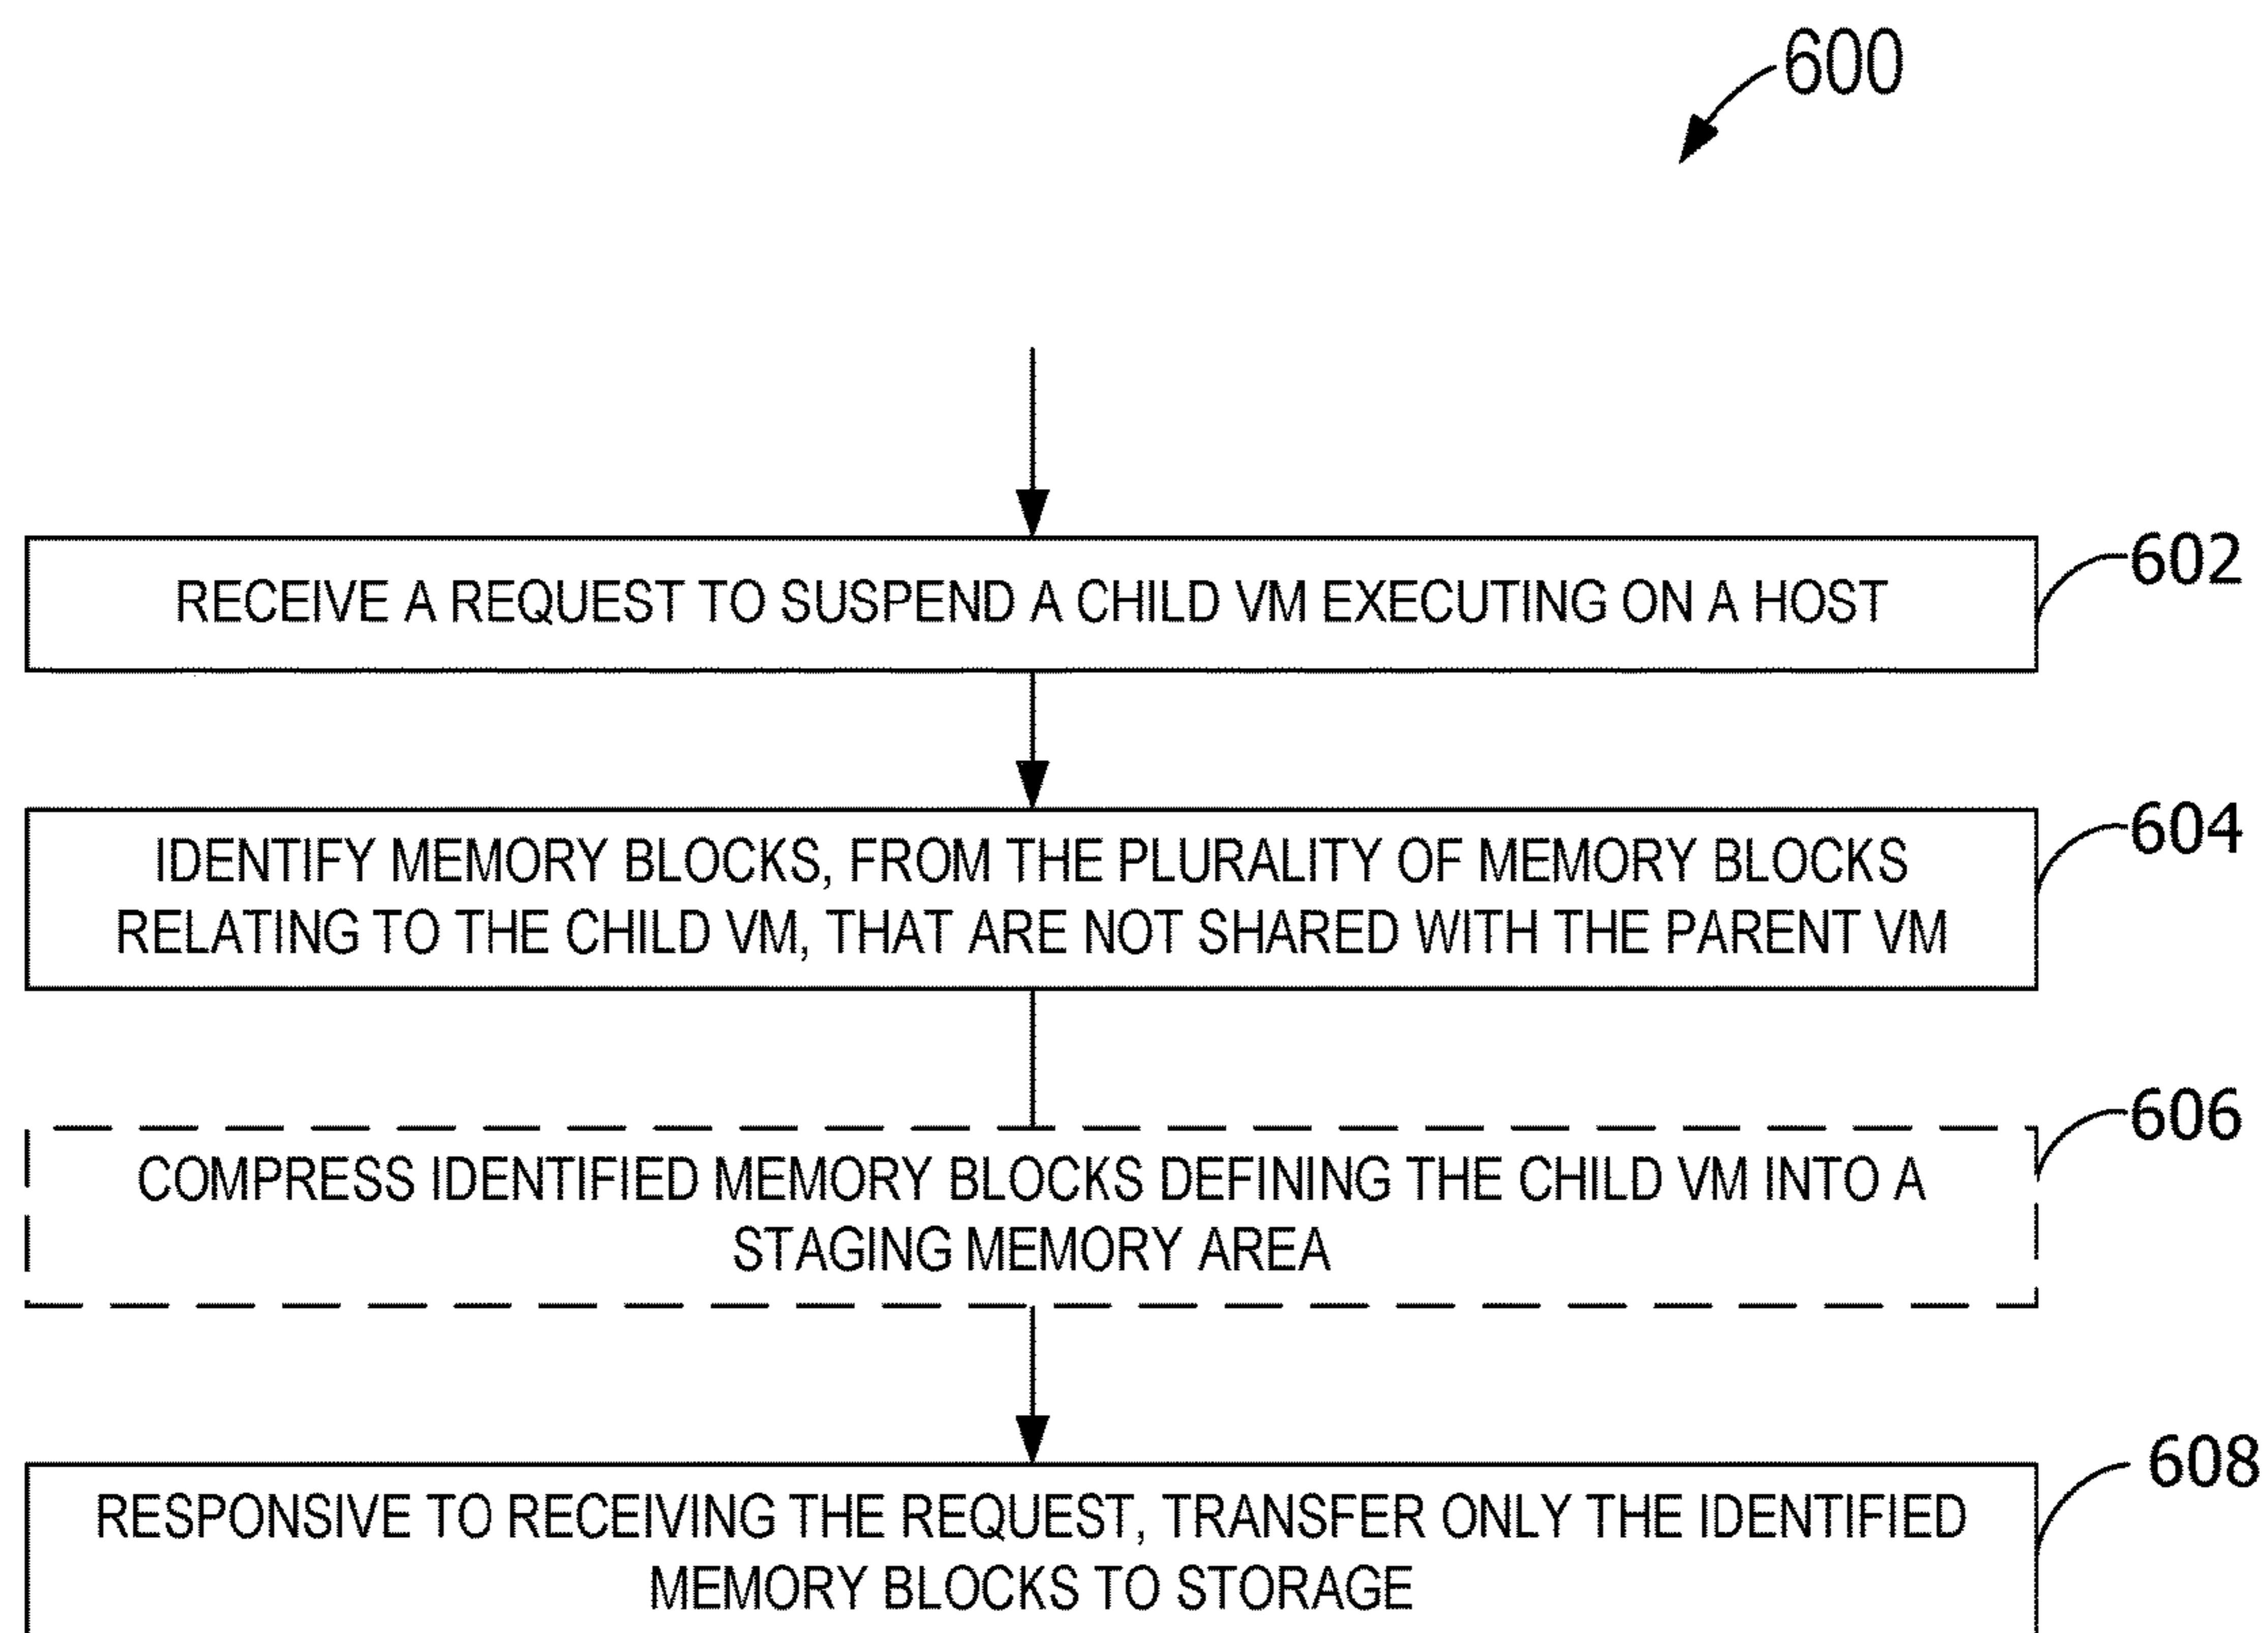 600
RECEIVE A REQUEST TO SUSPEND A CHILD VM EXECUTING ON A HOST
602
IDENTIFY MEMORY BLOCKS, FROM THE PLURALITY OF MEMORY BLOCKS
RELATING TO THE CHILD VM, THAT ARE NOT SHARED WITH THE PARENT VM
604
COMPRESS IDENTIFIED MEMORY BLOCKS DEFINING THE CHILD VM INTO A
STAGING MEMORY AREA
606
RESPONSIVE TO RECEIVING THE REQUEST, TRANSFER ONLY THE IDENTIFIED
MEMORY BLOCKS TO STORAGE
608